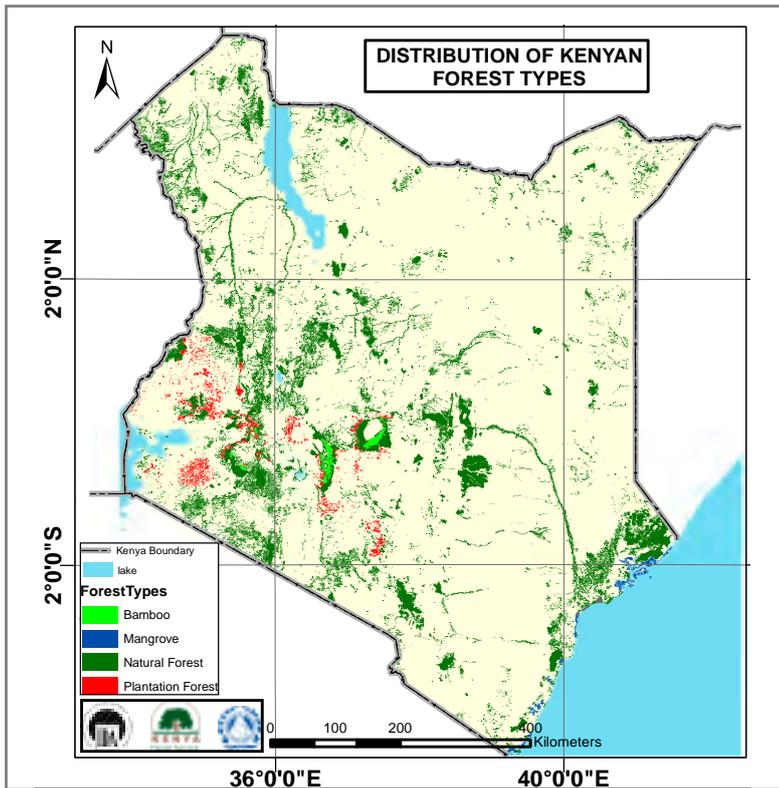 N
DISTRIBUTION OF KENYAN
FOREST TYPES
2°0'0"N
2°0'0"S
Kenya Boundary
lake
ForestTypes
Bamboo
Mangrove
Natural Forest
Plantation Forest
KENYA
0 100 200 400
Kilometers
36°0'0"E 40°0'0"E